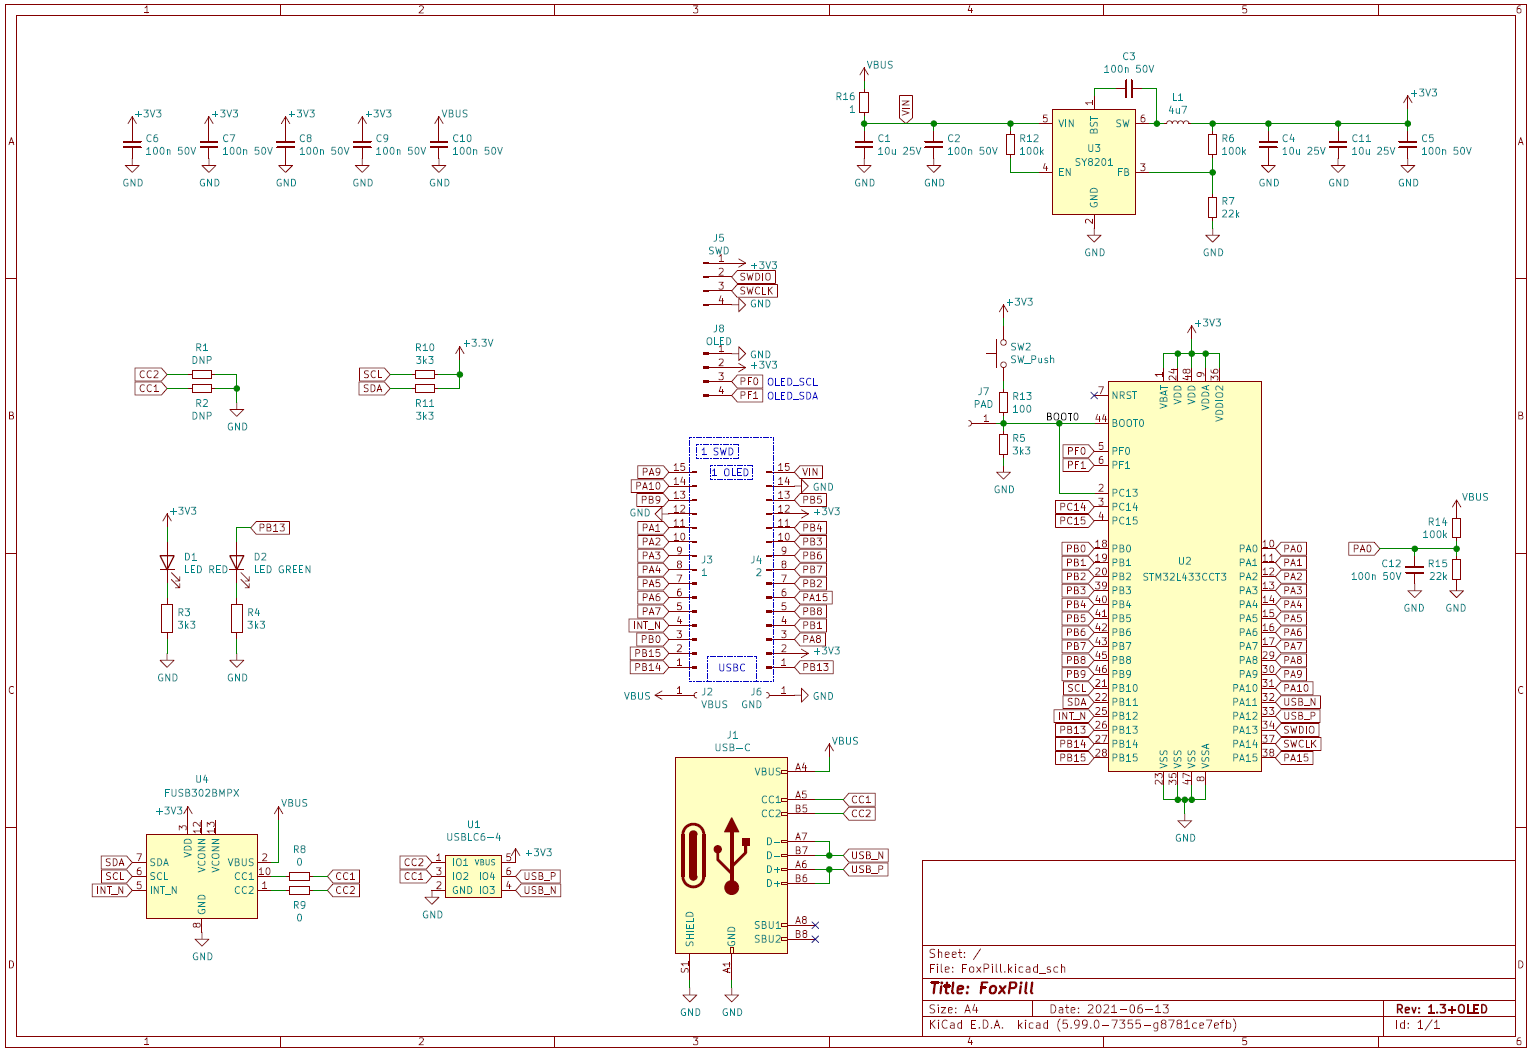 1 2 3 4 5 6
A
B
C
D
+3V3
C6
100n 50V
GND
+3V3
C7
100n 50V
GND
+3V3
C8
100n 50V
GND
+3V3
C9
100n 50V
GND
VBUS
C10
100n 50V
GND
VBUS
R16
1
VIN
C1
10u 25V
GND
C2
100n 50V
GND
R12
100k
C3
100n 50V
5 VIN
4 EN
1 BST
SW 6
FB 3
U3
SY8201
GND
2
GND
L1
4u7
R6
100k
R7
22k
GND
C4
10u 25V
GND
C11
10u 25V
GND
+3V3
C5
100n 50V
GND
J5
SWD
1 +3V3
2 SWDIO
3 SWCLK
4 GND
J8
OLED
1 GND
2 +3V3
3 PF0 OLED_SCL
4 PF1 OLED_SDA
R1
DNP
CC2
CC1
R2
DNP
GND
R10
3k3
+3.3V
SCL
SDA
R11
3k3
+3V3
D1
LED RED
R3
3k3
GND
PB13
D2
LED GREEN
R4
3k3
GND
1 SWD
1 OLED
PA9 15
PA10 14
PB9 13
GND 12
PA1 11
PA2 10
PA3 9
PA4 8
PA5 7
PA6 6
PA7 5
INT_N 4
PB0 3
PB15 2
PB14 1
J3
1
J4
2
15 VIN
14 GND
13 PB5
12 +3V3
11 PB4
10 PB3
9 PB6
8 PB7
7 PB2
6 PA15
5 PB8
4 PB1
3 PA8
2 +3V3
1 PB13
USBC
VBUS 1 J2
VBUS
J6 1 GND
GND
+3V3
SW2
SW_Push
J7
PAD
1
R13
100
BOOT0
R5
3k3
GND
+3V3
1 VBAT
24 VDD
48 VDD
9 VDDA
36 VDDIO2
7 NRST
44 BOOT0
PF0 5 PF0
PF1 6 PF1
2 PC13
PC14 3 PC14
PC15 4 PC15
PB0 18 PB0
PB1 19 PB1
PB2 20 PB2
PB3 39 PB3
PB4 40 PB4
PB5 41 PB5
PB6 42 PB6
PB7 43 PB7
PB8 45 PB8
PB9 46 PB9
SCL 21 PB10
SDA 22 PB11
INT_N 25 PB12
PB13 26 PB13
PB14 27 PB14
PB15 28 PB15
U2
STM32L433CCT3
PA0 10 PA0
PA1 11 PA1
PA2 12 PA2
PA3 13 PA3
PA4 14 PA4
PA5 15 PA5
PA6 16 PA6
PA7 17 PA7
PA8 29 PA8
PA9 30 PA9
PA10 31 PA10
PA11 32 USB_N
PA12 33 USB_P
PA13 34 SWDIO
PA14 37 SWCLK
PA15 38 PA15
23 VSS
35 VSS
47 VSS
8 VSSA
GND
VBUS
R14
100k
PA0
C12
100n 50V
R15
22k
GND
GND
U4
FUSB302BMPX
+3V3
3 VDD
12 VCONN
13 VCONN
SDA 7 SDA
SCL 6 SCL
INT_N 5 INT_N
VBUS
VBUS 2
CC1 10
CC2 1
GND
8
GND
R8
0
CC1
CC2
R9
0
U1
USBLC6-4
CC2 1 IO1
CC1 3 IO2
2 GND
GND
VBUS 5 +3V3
IO4 6 USB_P
IO3 4 USB_N
J1
USB-C
VBUS
VBUS A4
CC1 A5 CC1
CC2 B5 CC2
D- A7
D- B7 USB_N
D+ A6 USB_P
D+ B6
SBU1 A8
SBU2 B8
SHIELD
GND
S1
A1
GND
GND
Sheet: /
File: FoxPill.kicad_sch
Title: FoxPill
Size: A4
Date: 2021-06-13
Rev: 1.3+OLED
KiCad E.D.A. kicad (5.99.0-7355-g8781ce7efb)
Id: 1/1
A
B
C
D
1 2 3 4 5 6